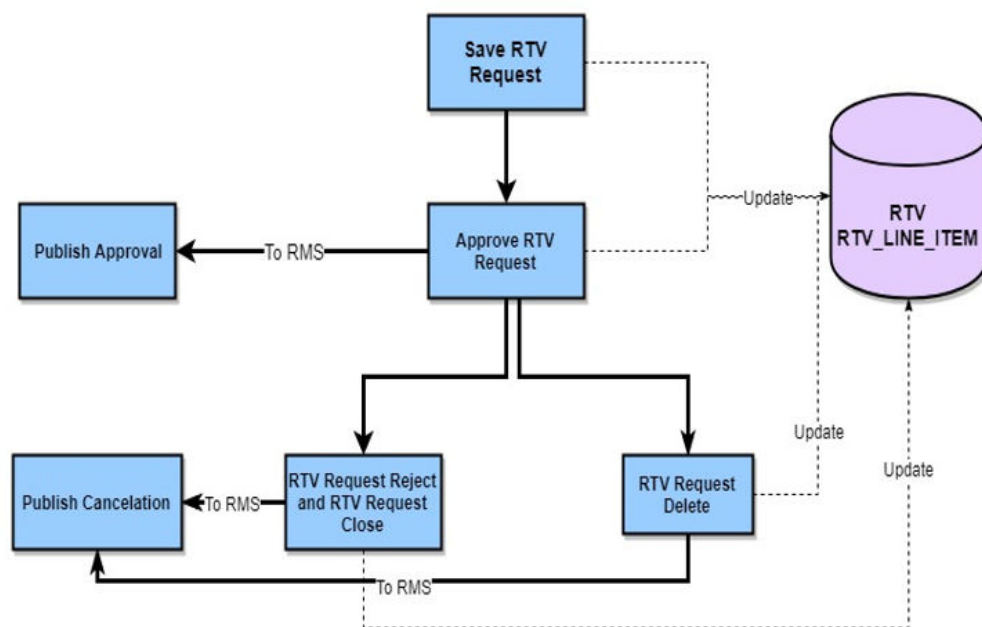 Save RTV
Request
Update
RTV
RTV_LINE_ITEM
Publish Approval
To RMS
Approve RTV
Request
Update
Update
Publish Cancelation
To RMS
RTV Request Reject
and RTV Request
Close
RTV Request
Delete
To RMS